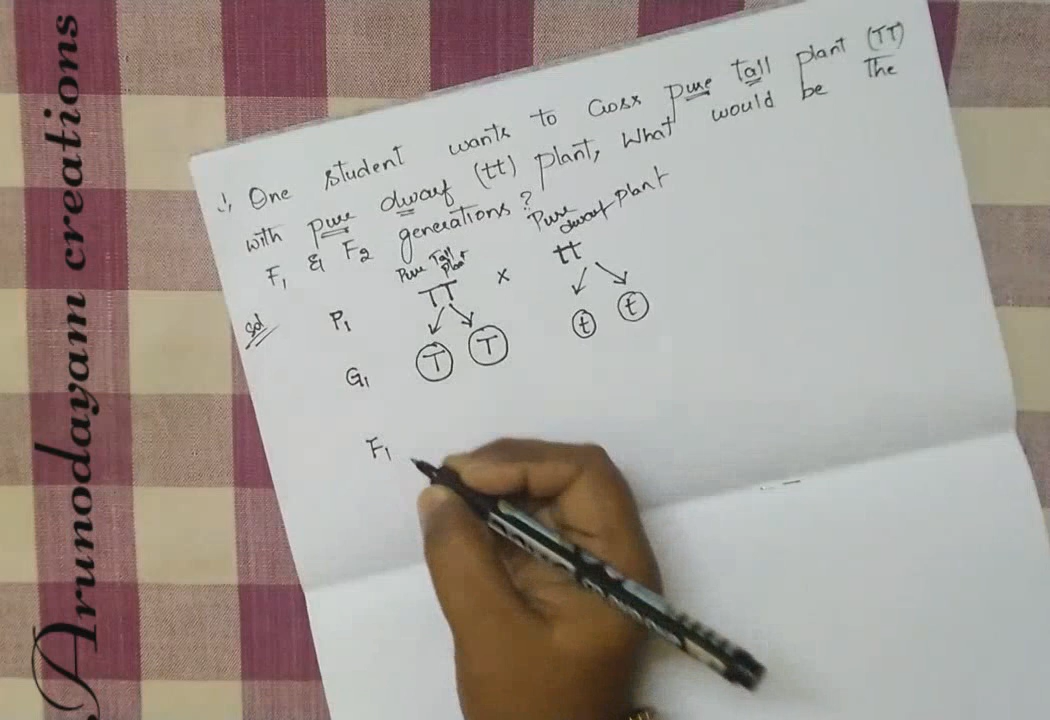 Arunodayam creations
1, One student wants to Cross pure tall plant (TT)
with pure dwarf (tt) plant, What would be The
F1 & F2 generations?
Sol
Pure Tall plant
Pure dwarf plant
P1 TT x tt
G1 T T t t
F1